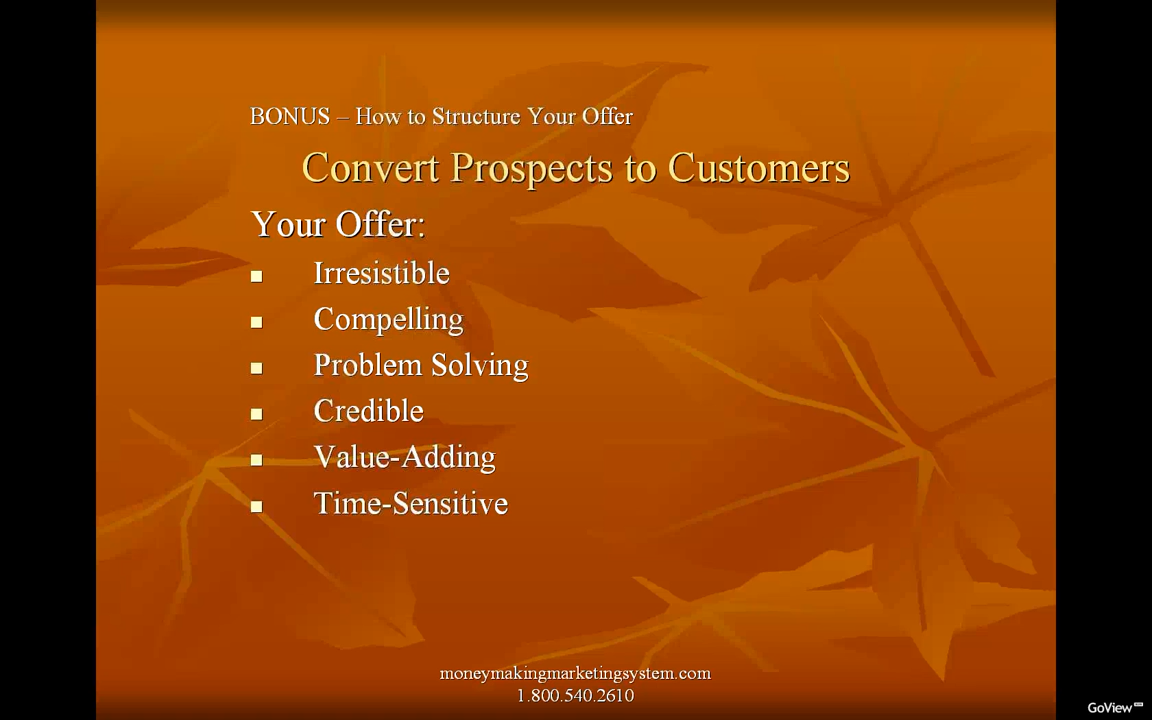 BONUS – How to Structure Your Offer
Convert Prospects to Customers
Your Offer:
Irresistible
Compelling
Problem Solving
Credible
Value-Adding
Time-Sensitive
moneymakingmarketingsystem.com
1.800.540.2610
GoView